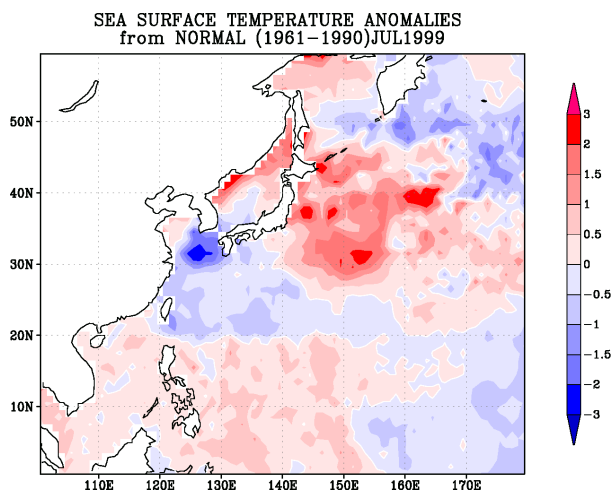 SEA SURFACE TEMPERATURE ANOMALIES
from NORMAL (1961-1990)JUL1999
50N
40N
30N
20N
10N
110E 120E 130E 140E 150E 160E 170E
3
2
1.5
1
0.5
0
-0.5
-1
-1.5
-2
-3